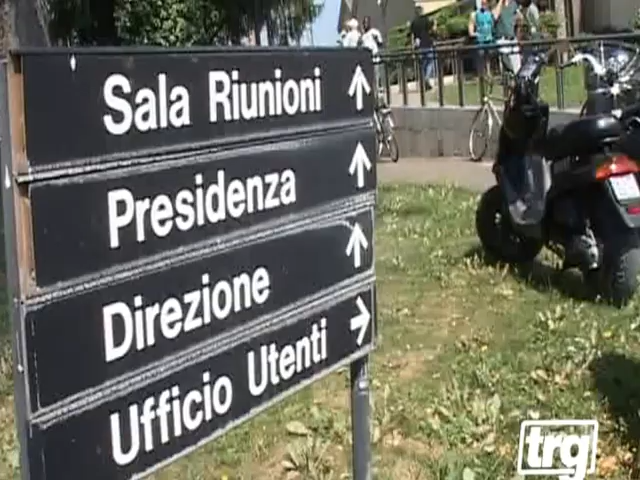 Sala Riunioni ↑
Presidenza ↑
Direzione ↑
Ufficio Utenti →
trg